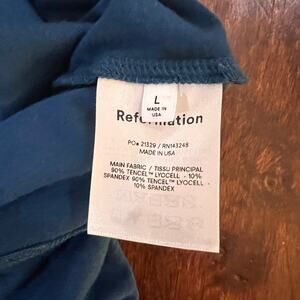 L
MADE IN
USA
Reformation
PO# 21329 / RN143248
MADE IN USA
MAIN FABRIC / TISSU PRINCIPAL
90% TENCEL™ LYOCELL - 10%
SPANDEX 90% TENCEL™ LYOCELL -
10% SPANDEX